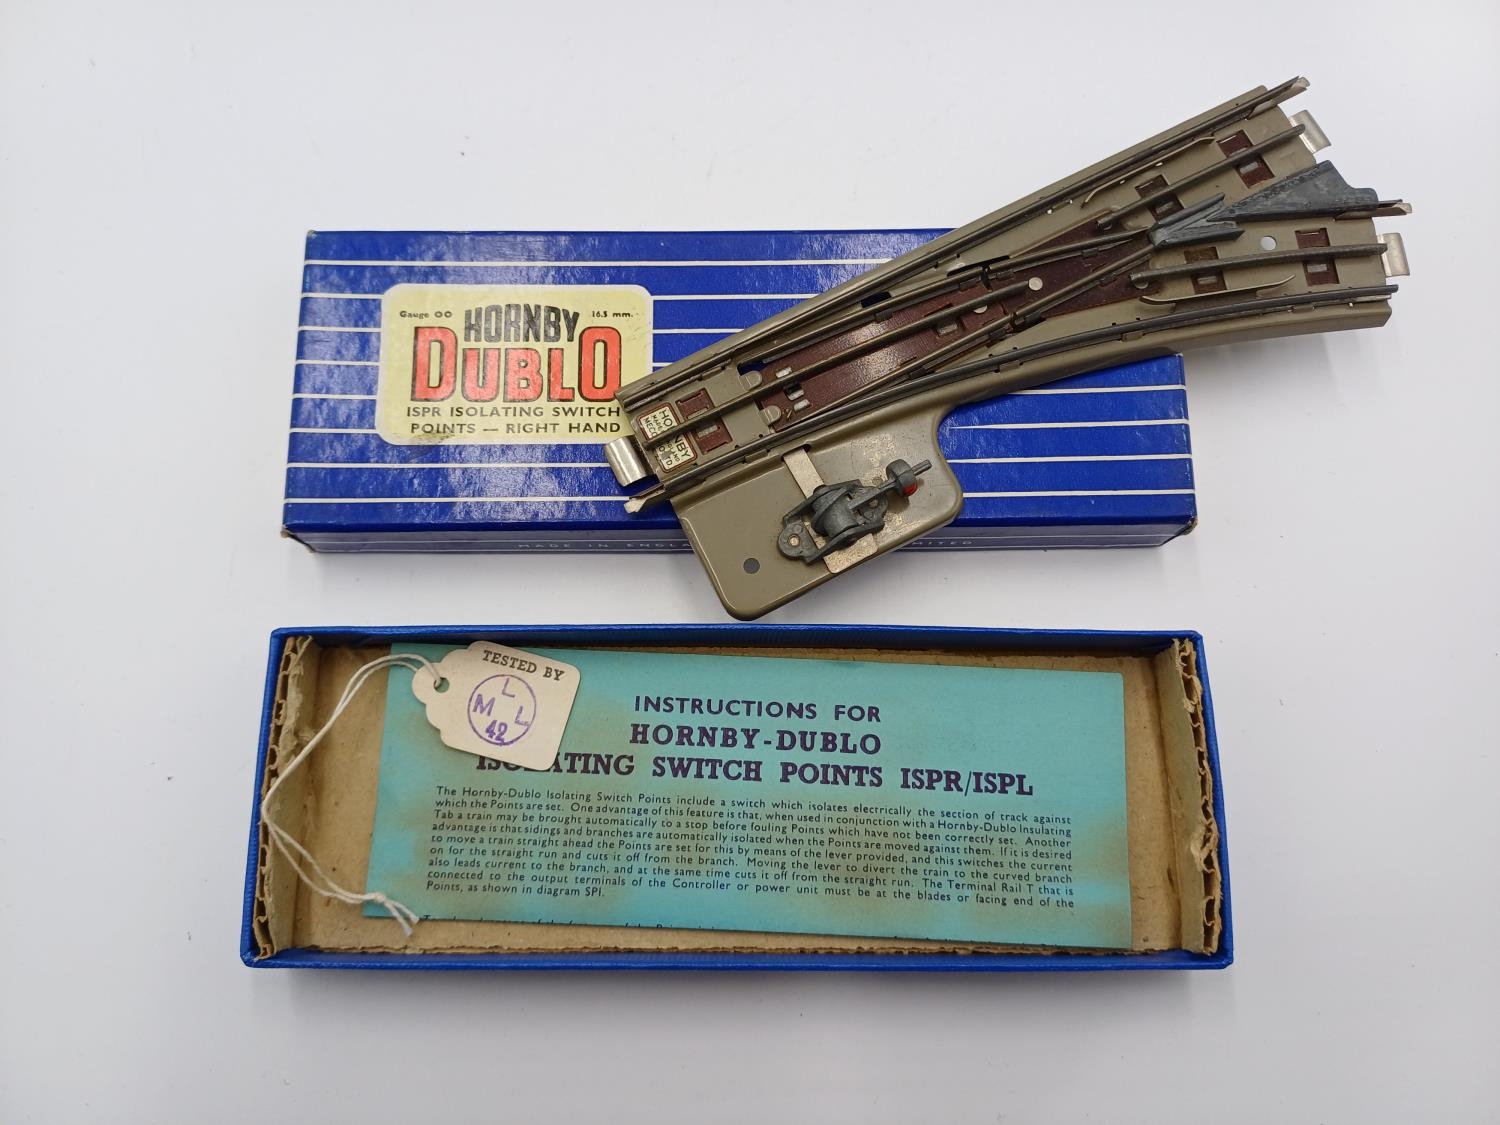 Gauge OO HORNBY 16.5 mm.
DUBLO
ISPR ISOLATING SWITCH
POINTS — RIGHT HAND
HORNBY
MADE IN ENGLAND
MADE IN ENGLA
LIMITED
TESTED BY
L
M L
42
INSTRUCTIONS FOR
HORNBY-DUBLO
ISOLATING SWITCH POINTS ISPR/ISPL
The Hornby-Dublo Isolating Switch Points include a switch which isolates electrically the section of track against
which the Points are set. One advantage of this feature is that, when used in conjunction with a Hornby-Dublo Insulating
Tab a train may be brought automatically to a stop before fouling Points which have not been correctly set. Another
advantage is that sidings and branches are automatically isolated when the Points are moved against them. If it is desired
to move a train straight ahead the Points are set for this by means of the lever provided, and this switches the current
on for the straight run and cuts it off from the branch. Moving the lever to divert the train to the curved branch
also leads current to the branch, and at the same time cuts it off from the straight run. The Terminal Rail T that is
connected to the output terminals of the Controller or power unit must be at the blades or facing end of the
Points, as shown in diagram SPI.